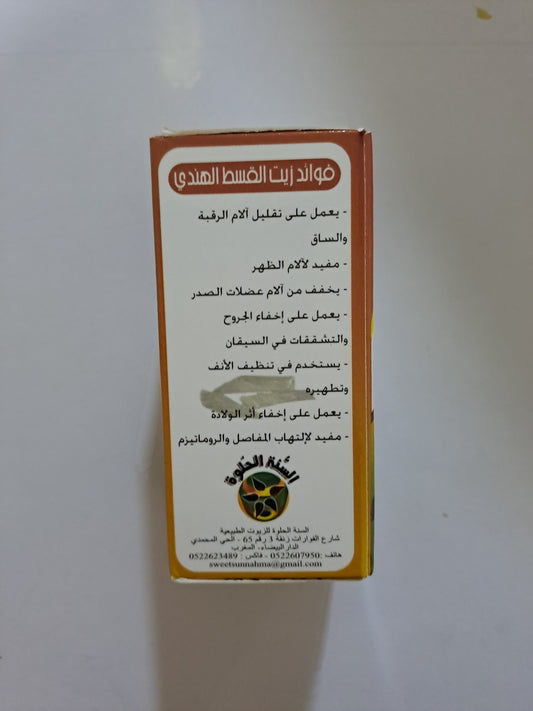 فوائد زيت القسط الهندي
- يعمل على تقليل آلام الرقبة
والساق
- مفيد لآلام الظهر
- يخفف من آلام عضلات الصدر
- يعمل على إخفاء الجروح
والتشققات في السيقان
- يستخدم في تنظيف الأنف
وتطهيره
- يعمل على إخفاء أثر الولادة
- مفيد لإلتهاب المفاصل والروماتيزم
السنة الحلوة
السنة الحلوة للزيوت الطبيعية
شارع الفوارات زنقة 3 رقم 65 - الحي المحمدي
الدار البيضاء، المغرب
هاتف : 0522607950 - فاكس : 0522623489
sweetsunnahma@gmail.com